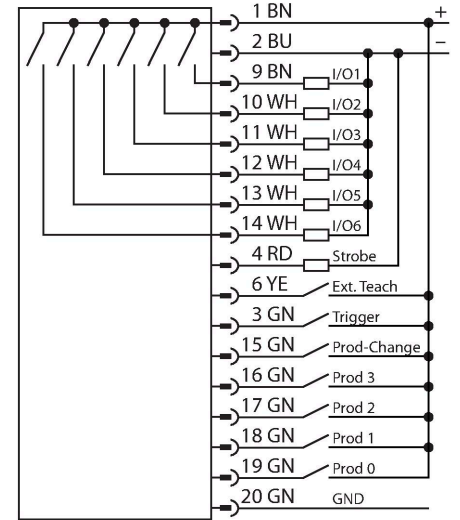 1 BN +
2 BU −
9 BN I/O1
10 WH I/O2
11 WH I/O3
12 WH I/O4
13 WH I/O5
14 WH I/O6
4 RD Strobe
6 YE Ext. Teach
3 GN Trigger
15 GN Prod-Change
16 GN Prod 3
17 GN Prod 2
18 GN Prod 1
19 GN Prod 0
20 GN GND